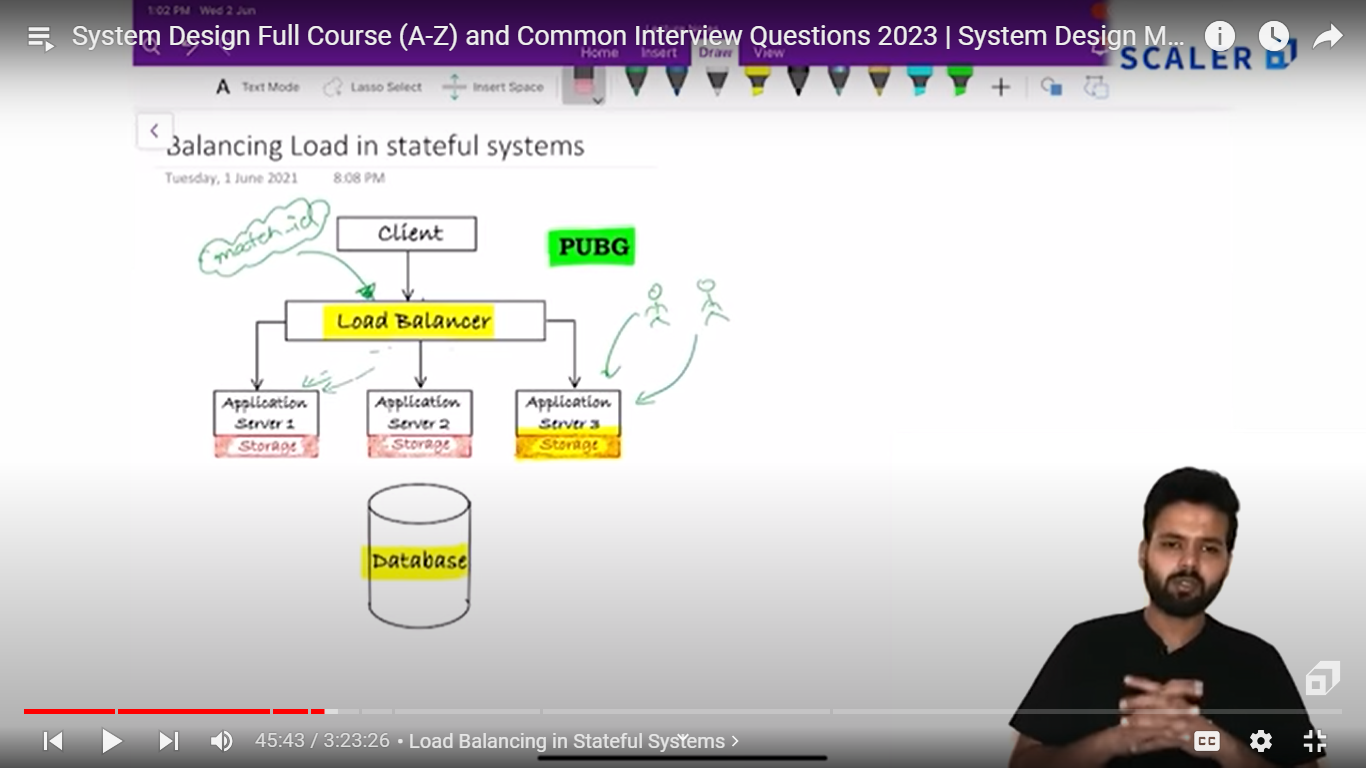 1:02 PM Wed 2 Jun
System Design Full Course (A-Z) and Common Interview Questions 2023 | System Design M...
Home Insert Draw View
SCALER
Text Mode Lasso Select Insert Space
Balancing Load in stateful systems
Tuesday, 1 June 2021 8:08 PM
match_id
Client
PUBG
Load Balancer
Application Server 1
Storage
Application Server 2
Storage
Application Server 3
Storage
Database
45:43 / 3:23:26 • Load Balancing in Stateful Systems
CC